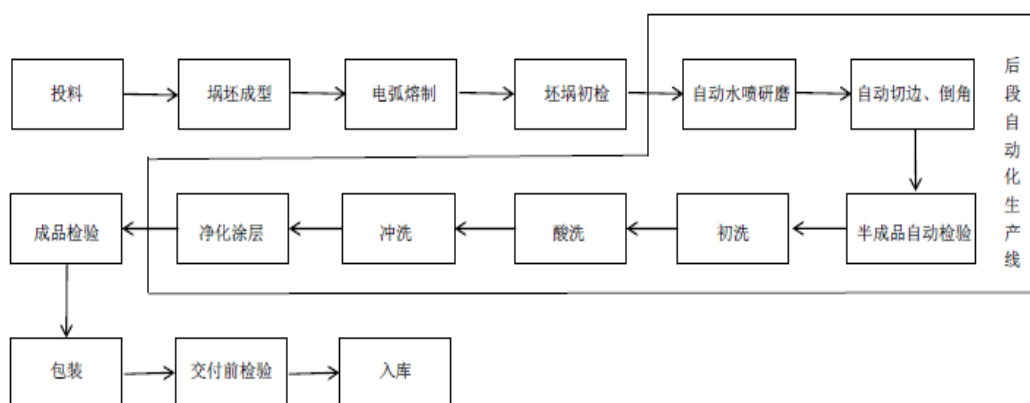 投料
埚坯成型
电弧熔制
坯埚初检
自动水喷研磨
自动切边、倒角
后段自动化生产线
成品检验
净化涂层
冲洗
酸洗
初洗
半成品自动检验
包装
交付前检验
入库